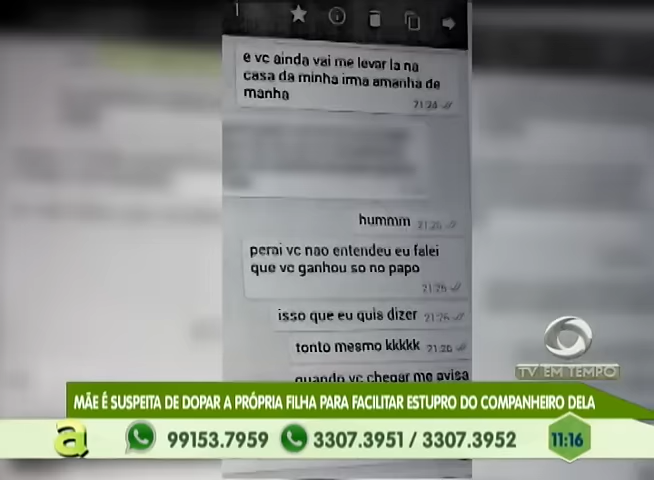 e vc ainda vai me levar la na
casa da minha irma amanha de
manha
21:24
hummm 21:25
perai vc nao entendeu eu falei
que vc ganhou so no papo
21:26
isso que eu quis dizer 21:26
tonto mesmo kkkkk 21:26
quando vc chegar me avisa
TV EM TEMPO
MÃE É SUSPEITA DE DOPAR A PRÓPRIA FILHA PARA FACILITAR ESTUPRO DO COMPANHEIRO DELA
a 99153.7959 3307.3951 / 3307.3952 11:16